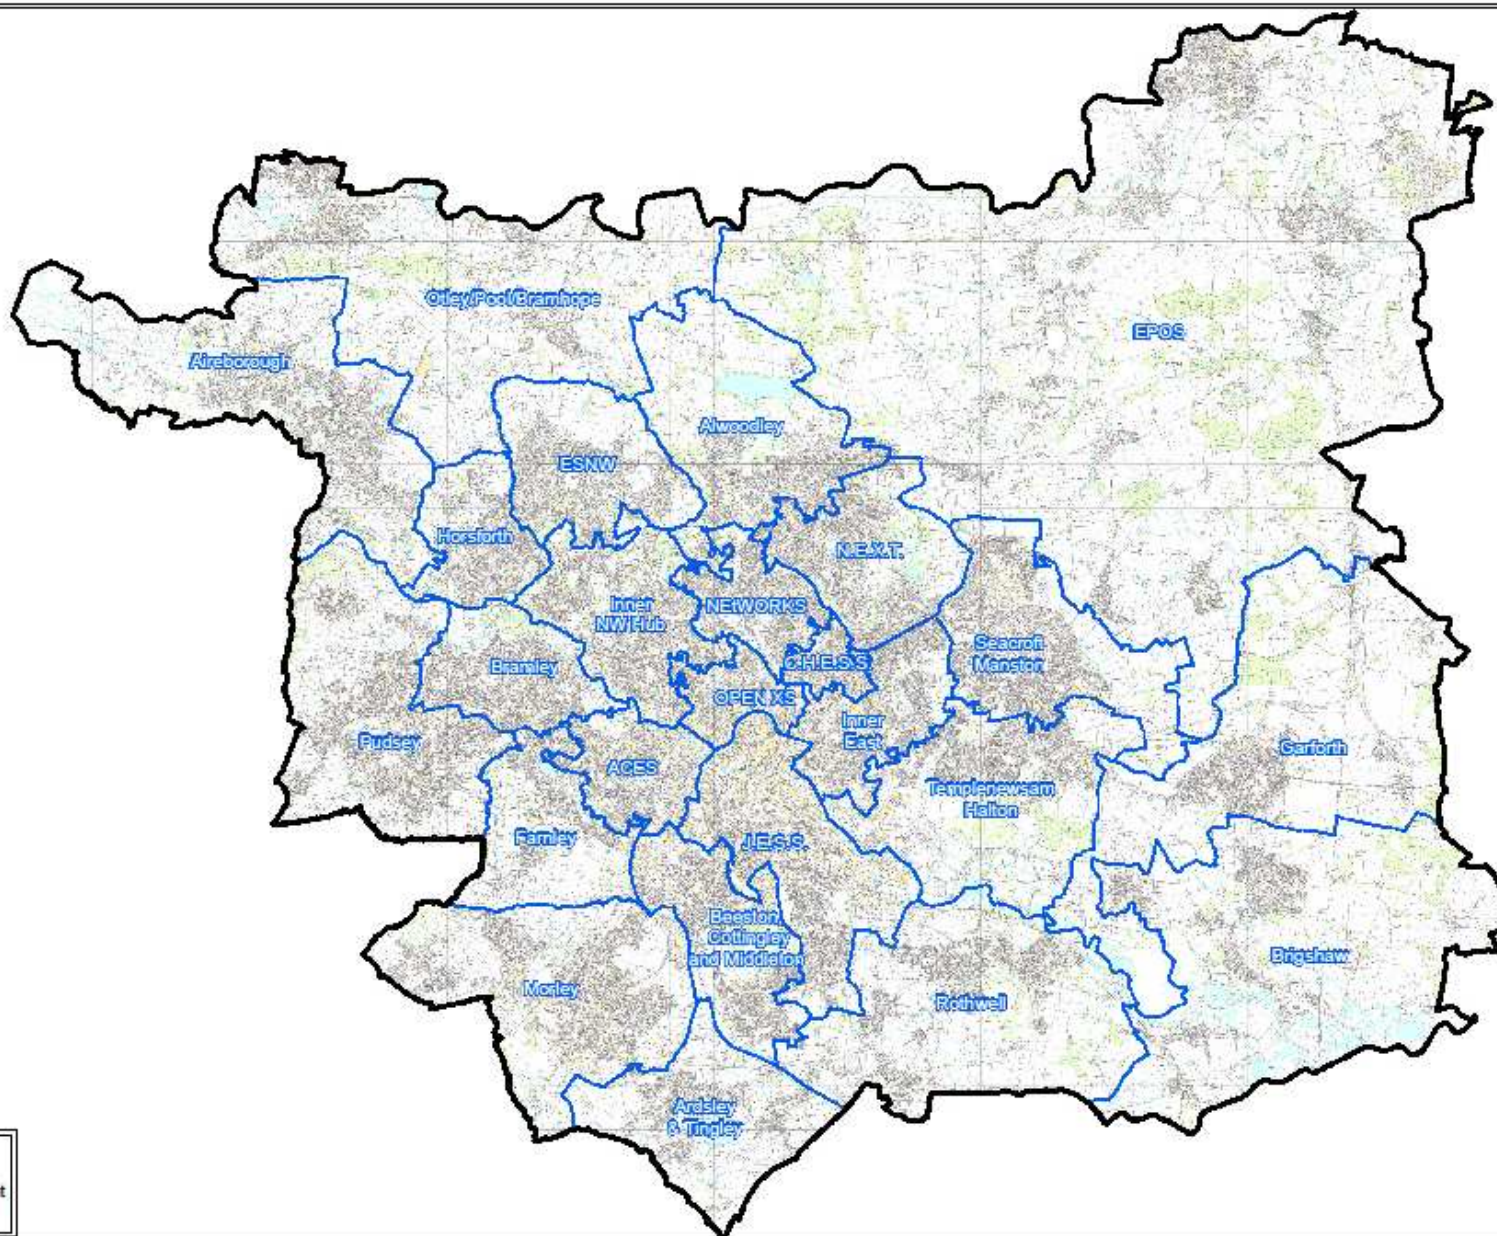 Otley/Pool/Bramhope
EPOS
Aireborough
Alwoodley
ESNW
Horsforth
N.E.X.T.
Inner
NW Hub
NEtWORKS
Seacroft
Manston
Bramley
C.H.E.S.S.
OPEN XS
Inner
East
Pudsey
Garforth
ACES
Templenewsam
Halton
Farnley
J.E.S.S.
Beeston,
Cottingley
and Middleton
Brigshaw
Morley
Rothwell
Ardsley
& Tingley